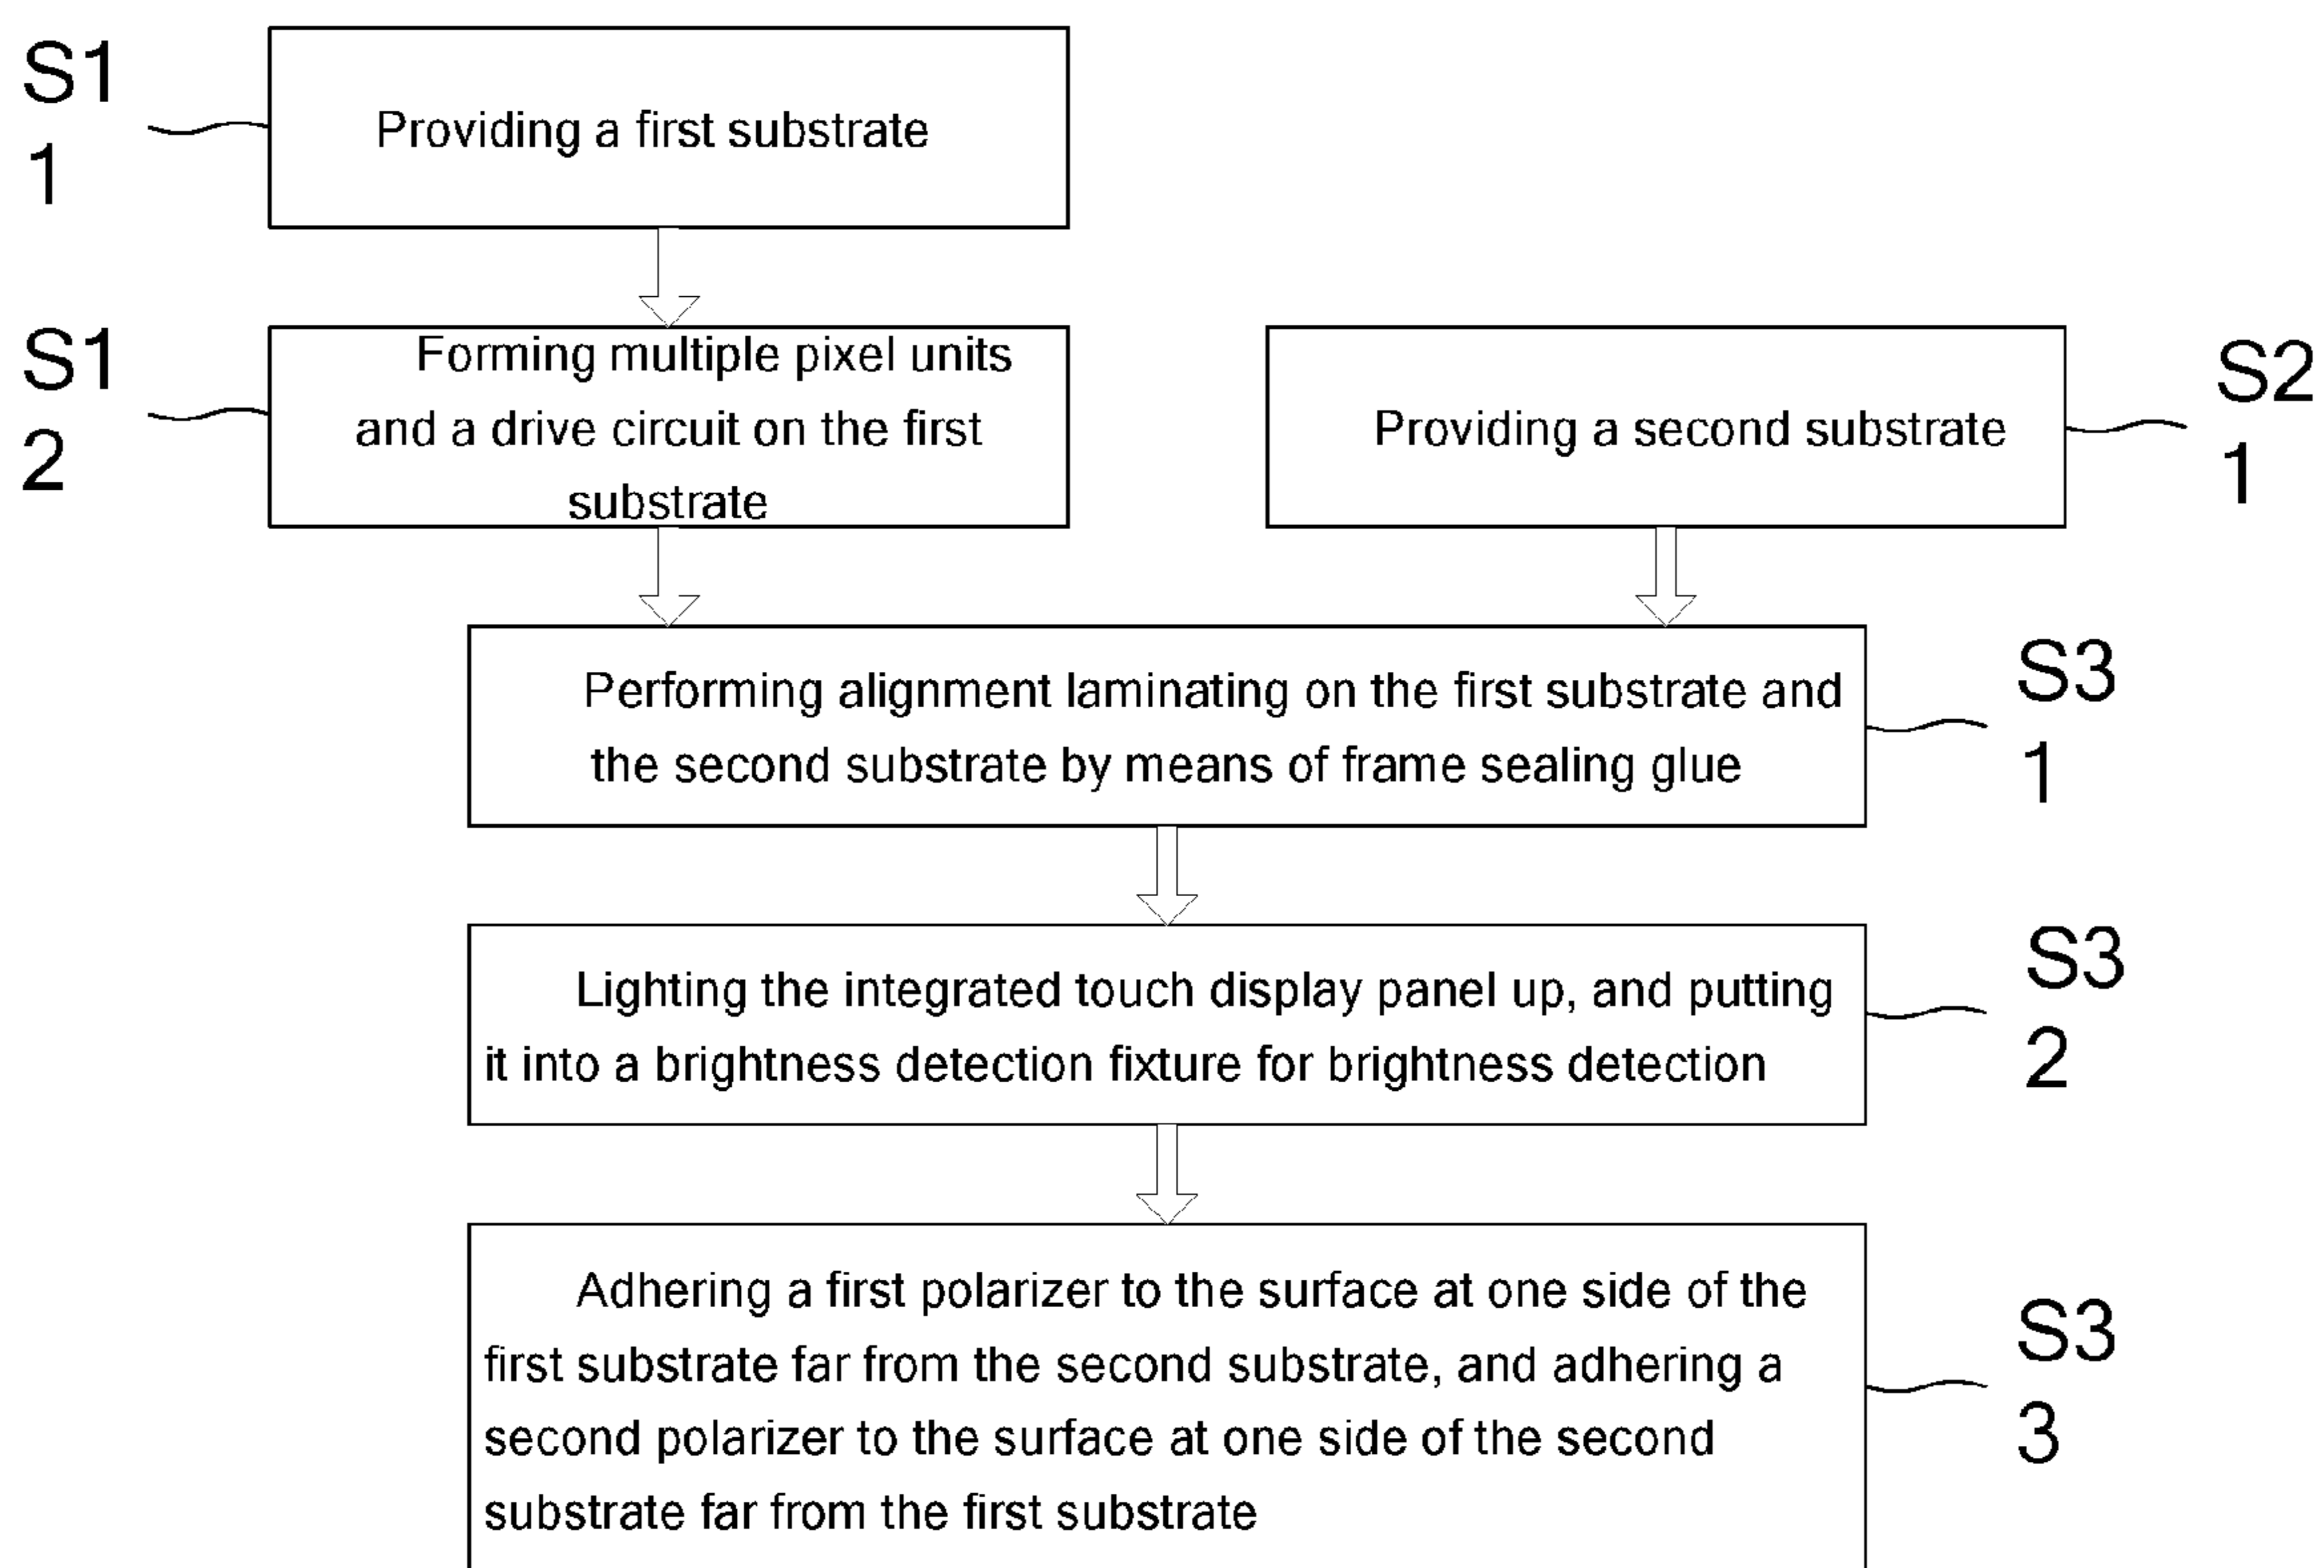 S1
1
Providing a first substrate
S1
2
Forming multiple pixel units
and a drive circuit on the first
substrate
Providing a second substrate
S2
1
Performing alignment laminating on the first substrate and
the second substrate by means of frame sealing glue
S3
1
Lighting the integrated touch display panel up, and putting
it into a brightness detection fixture for brightness detection
S3
2
Adhering a first polarizer to the surface at one side of the
first substrate far from the second substrate, and adhering a
second polarizer to the surface at one side of the second
substrate far from the first substrate
S3
3